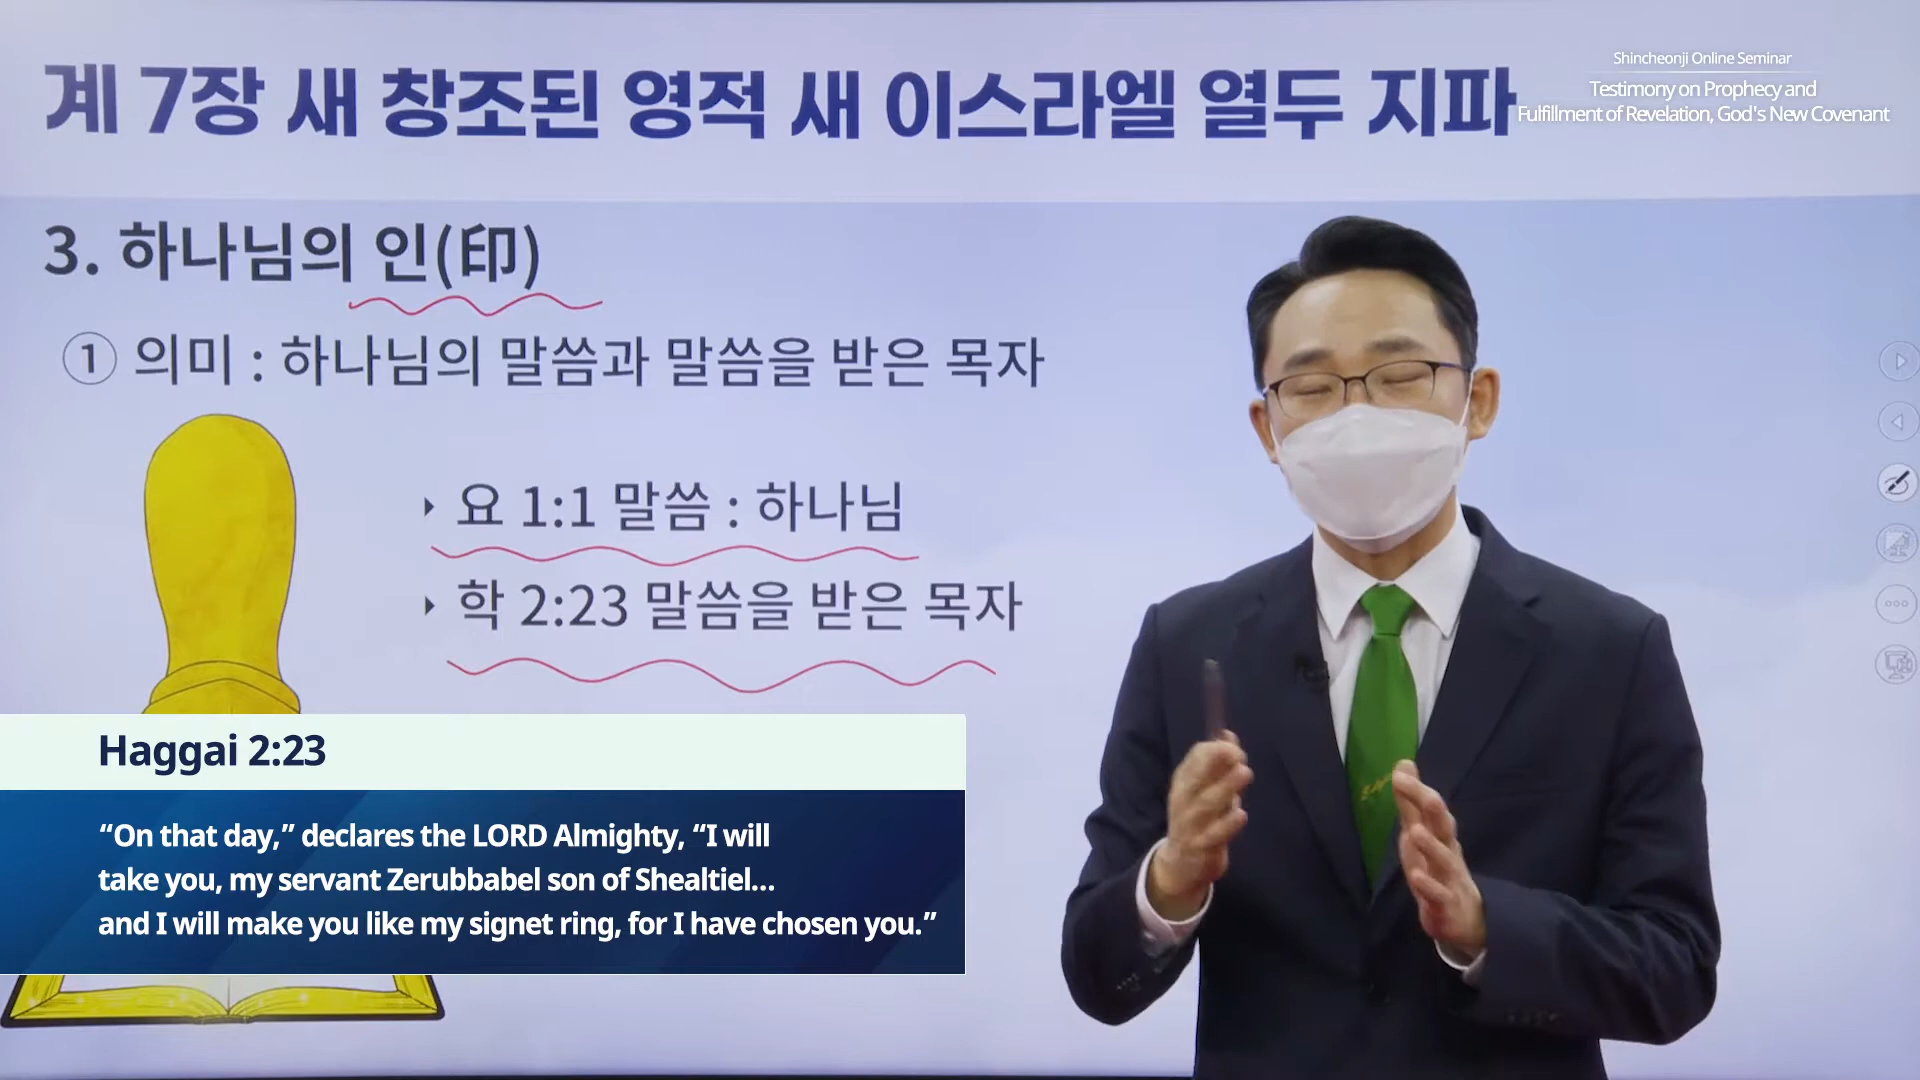 계 7장 새 창조된 영적 새 이스라엘 열두 지파
Shincheonji Online Seminar
Testimony on Prophecy and
Fulfillment of Revelation, God's New Covenant
3. 하나님의 인(印)
① 의미 : 하나님의 말씀과 말씀을 받은 목자
‣ 요 1:1 말씀 : 하나님
‣ 학 2:23 말씀을 받은 목자
Haggai 2:23
“On that day,” declares the LORD Almighty, “I will
take you, my servant Zerubbabel son of Shealtiel...
and I will make you like my signet ring, for I have chosen you.”